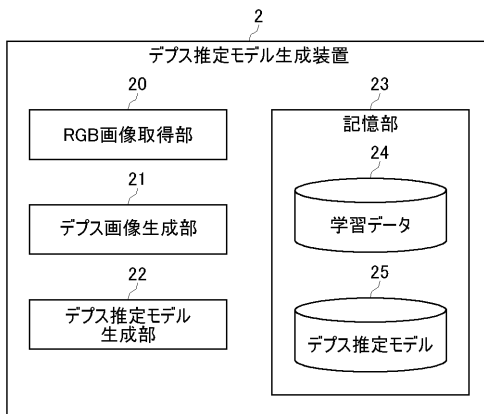 2
デプス推定モデル生成装置
20
RGB画像取得部
21
デプス画像生成部
22
デプス推定モデル
生成部
23
記憶部
24
学習データ
25
デプス推定モデル